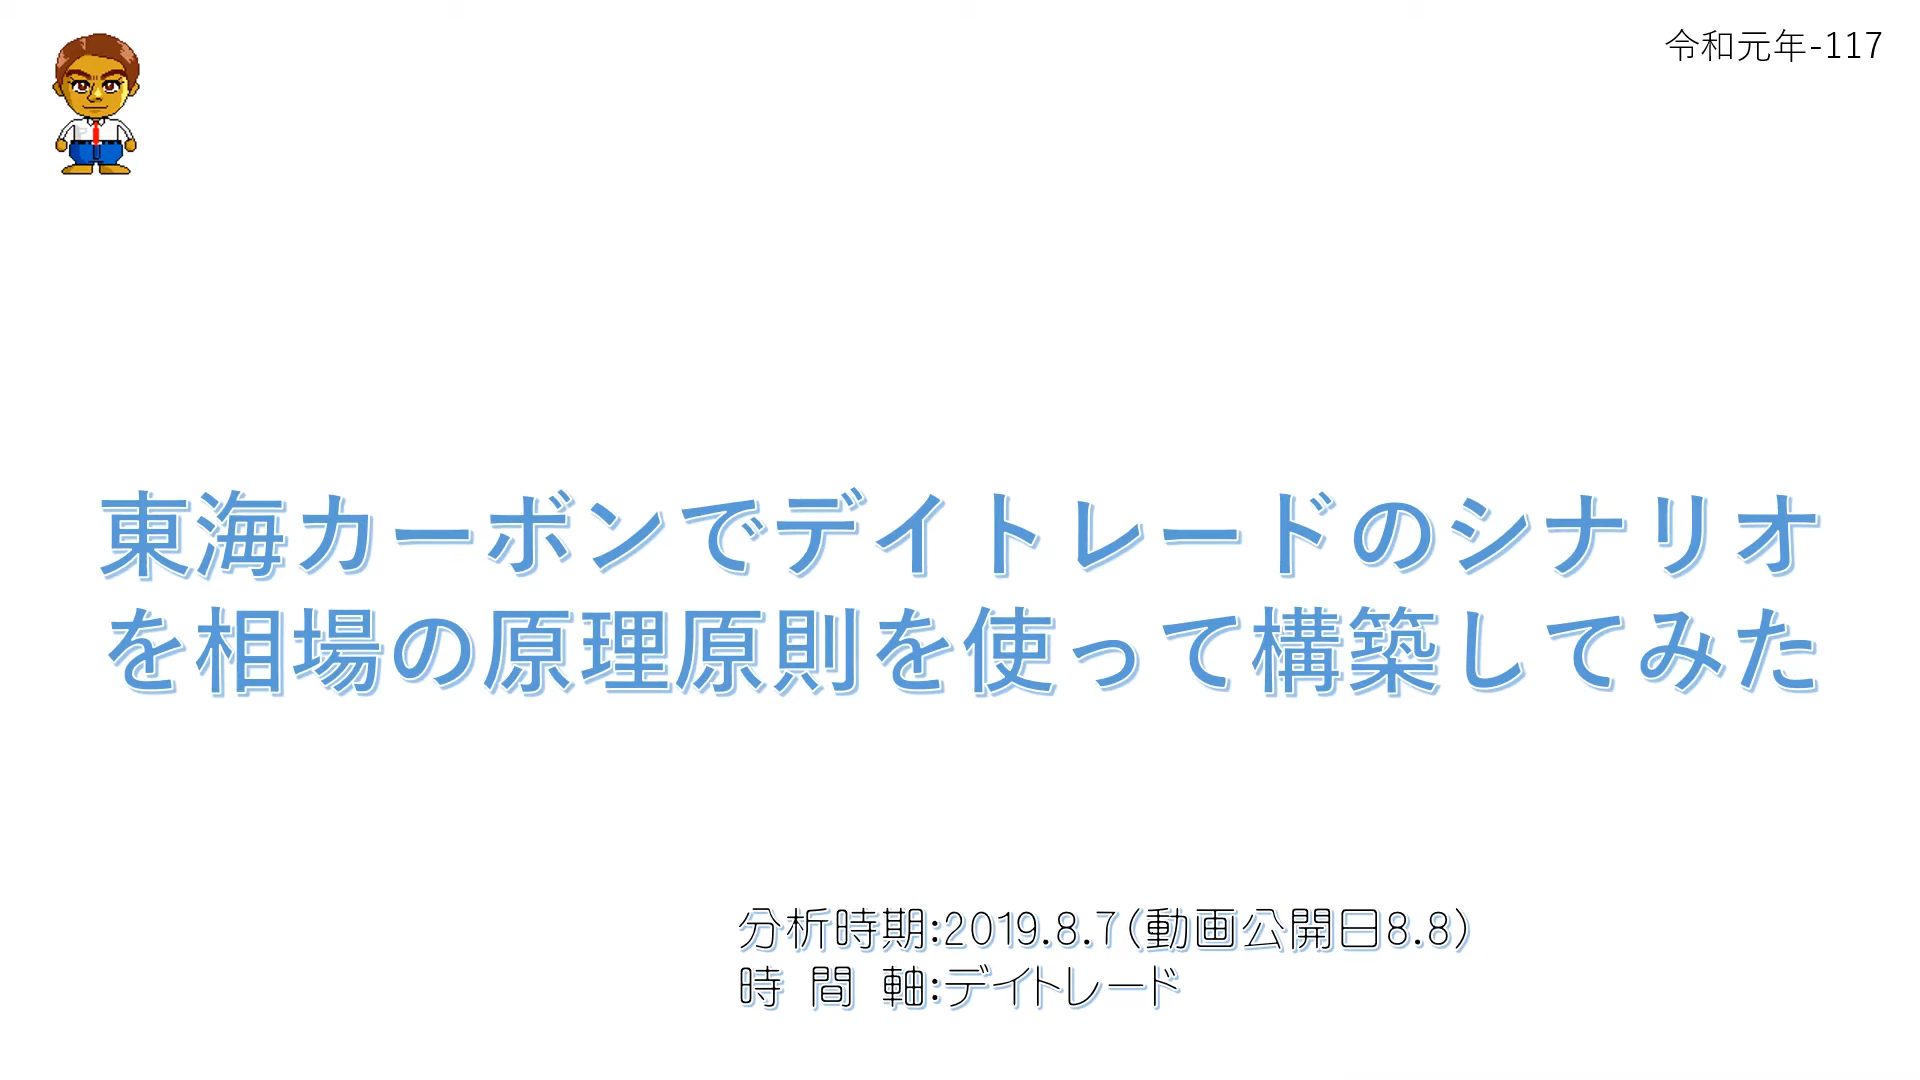 令和元年-117
東海カーボンでデイトレードのシナリオ
を相場の原理原則を使って構築してみた
分析時期:2019.8.7(動画公開日8.8)
時 間 軸:デイトレード